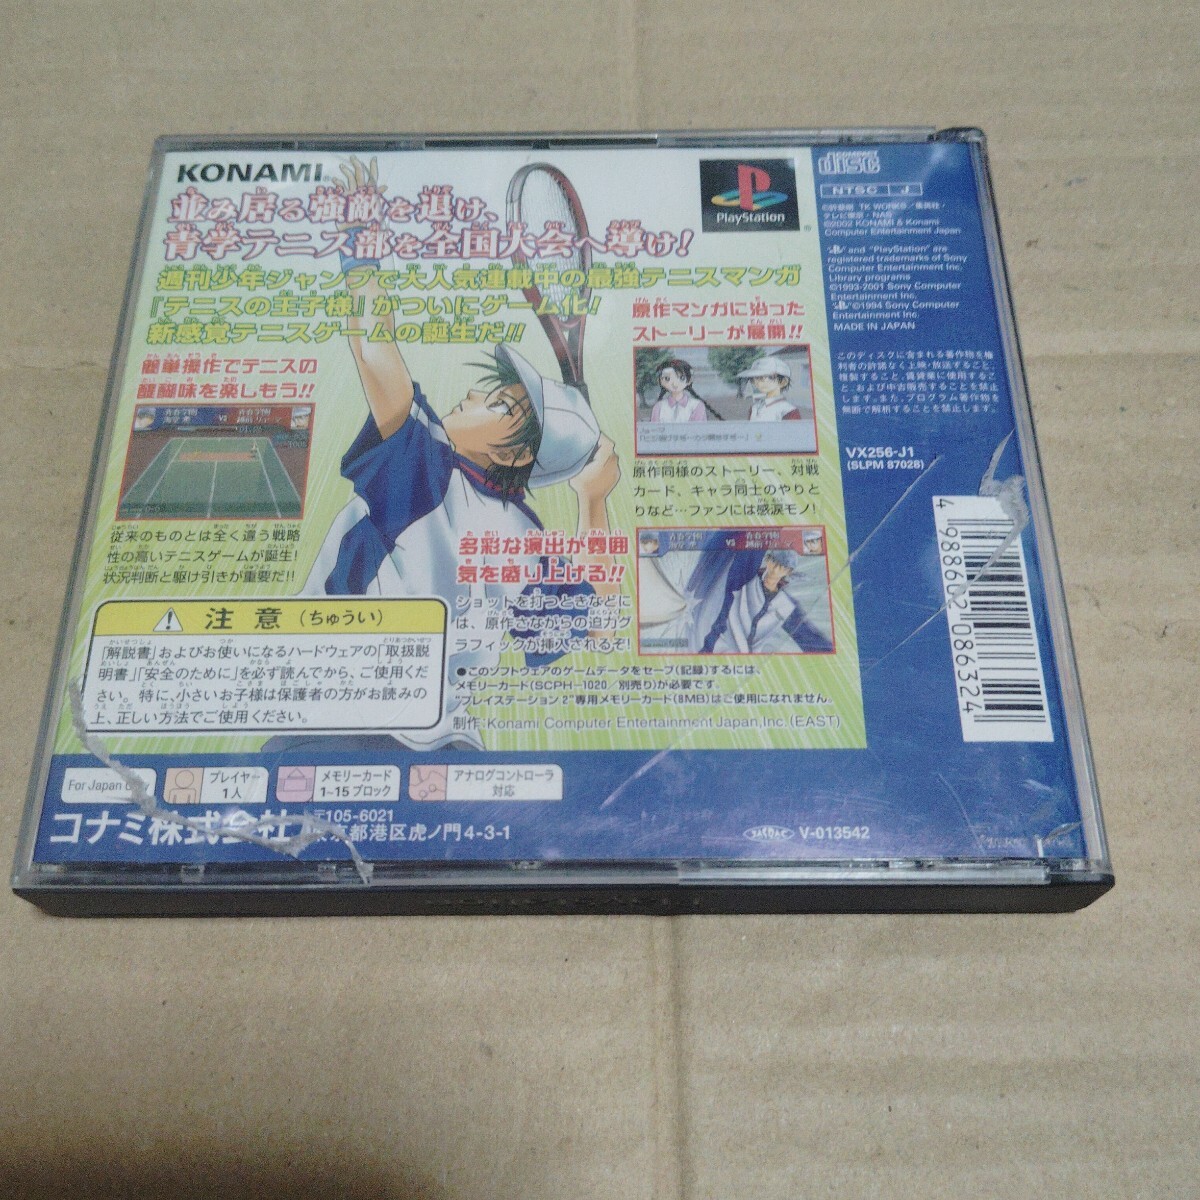 KONAMI
並み居る強敵を退け、
青学テニス部を全国大会へ導け!
週刊少年ジャンプで大人気連載中の最強テニスマンガ
『テニスの王子様』がついにゲーム化!
新感覚テニスゲームの誕生だ!!
簡単操作でテニスの
醍醐味を楽しもう!!
従来のものとは全く違う戦略
性の高いテニスゲームが誕生!
状況判断と駆け引きが重要だ!!
原作マンガに沿った
ストーリーが展開!!
原作同様のストーリー、対戦
カード、キャラ同士のやりと
りなど…ファンには感涙モノ!
多彩な演出が雰囲
気を盛り上げる!!
ショットを打つときなどに
は、原作さながらの迫力グ
ラフィックが挿入されるぞ!
VS
VS
PlayStation
注意(ちゅうい)
「解説書」およびお使いになるハードウェアの「取扱説
明書」「安全のために」を必ず読んでから、ご使用くだ
さい。特に、小さいお子様は保護者の方がお読みの
上、正しい方法でご使用ください。
●このソフトウェアのゲームデータをセーブ(記録)するには、
メモリーカード(SCPH-1020/別売り)が必要です。
"プレイステーション 2"専用メモリーカード(8MB)はご使用になれません。
制作:Konami Computer Entertainment Japan,Inc.(EAST)
For Japan Only
プレイヤー
1人
メモリーカード
1~15 ブロック
アナログコントローラ
対応
コナミ株式会社
〒105-6021
東京都港区虎ノ門4-3-1
V-013542
COMPACT
disc
NTSC J
©許斐剛 TK WORKS/集英社・
テレビ東京・NAS
©2002 KONAMI & Konami
Computer Entertainment Japan
and "PlayStation" are
registered trademarks of Sony
Computer Entertainment Inc.
Library programs
©1993-2001 Sony Computer
Entertainment Inc.
©1994 Sony Computer
Entertainment Inc.
MADE IN JAPAN
このディスクに含まれる著作物を権
利者の許諾なく上映・放送すること、
複製すること、賃貸業に使用するこ
と、および中古販売することを禁止
します。また、プログラム著作物を
無断で解析することを禁止します。
VX256-J1
(SLPM 87028)
4 988602 086324